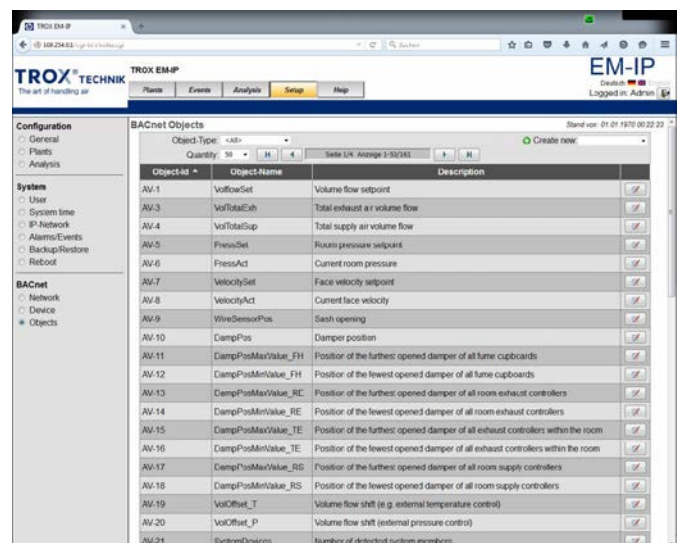 TROX EM-IP
Suchen
TROX® TECHNIK
The art of handling air
TROX EM-IP
EM-IP
Deutsch
Plants Events Analysis Setup Help
Logged in: Admin
Configuration
General
Plants
Analysis
System
User
System time
IP-Network
Alarms/Events
Backup/Restore
Reboot
BACnet
Network
Device
Objects
BACnet Objects
Stand von: 01.01.1970 00:22:23
Object-Type: <All>
Create new:
Quantity: 50 Seite 1/4 Anzeige 1-50/161
Object-Id Object-Name Description
AV-1 VolflowSet Volume flow setpoint
AV-3 VolTotalExh Total exhaust air volume flow
AV-4 VolTotalSup Total supply air volume flow
AV-5 PressSet Room pressure setpoint
AV-6 PressAct Current room pressure
AV-7 VelocitySet Face velocity setpoint
AV-8 VelocityAct Current face velocity
AV-9 WireSensorPos Sash opening
AV-10 DampPos Damper position
AV-11 DampPosMaxValue_FH Position of the furthest opened damper of all fume cupboards
AV-12 DampPosMinValue_FH Position of the fewest opened damper of all fume cupboards
AV-13 DampPosMaxValue_RE Position of the furthest opened damper of all room exhaust controllers
AV-14 DampPosMinValue_RE Position of the fewest opened damper of all room exhaust controllers
AV-15 DampPosMaxValue_TE Position of the furthest opened damper of all exhaust controllers within the room
AV-16 DampPosMinValue_TE Position of the fewest opened damper of all exhaust controllers within the room
AV-17 DampPosMaxValue_RS Position of the furthest opened damper of all room supply controllers
AV-18 DampPosMinValue_RS Position of the fewest opened damper of all room supply controllers
AV-19 VolOffset_T Volume flow shift (e.g. external temperature control)
AV-20 VolOffset_P Volume flow shift (external pressure control)
AV-21 SystemDevices Number of detected system members